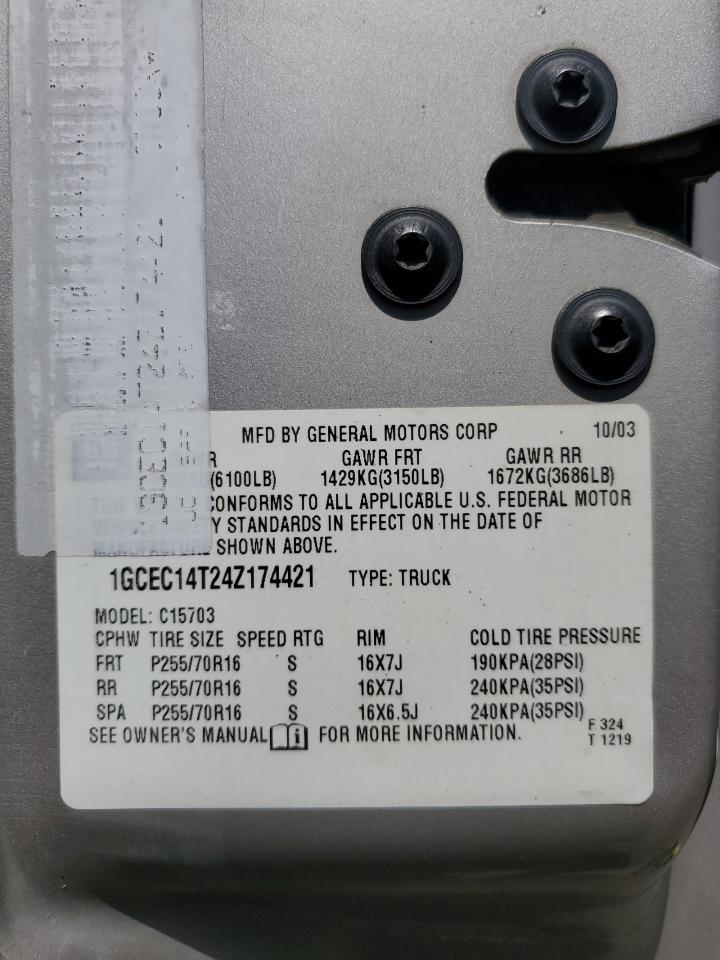 MFD BY GENERAL MOTORS CORP 10/03
R GAWR FRT GAWR RR
(6100LB) 1429KG(3150LB) 1672KG(3686LB)
CONFORMS TO ALL APPLICABLE U.S. FEDERAL MOTOR
Y STANDARDS IN EFFECT ON THE DATE OF
MANUFACTURE SHOWN ABOVE.
1GCEC14T24Z174421 TYPE: TRUCK
MODEL: C15703
CPHW TIRE SIZE SPEED RTG RIM COLD TIRE PRESSURE
FRT P255/70R16 S 16X7J 190KPA(28PSI)
RR P255/70R16 S 16X7J 240KPA(35PSI)
SPA P255/70R16 S 16X6.5J 240KPA(35PSI)
SEE OWNER'S MANUAL i FOR MORE INFORMATION.
F 324
T 1219